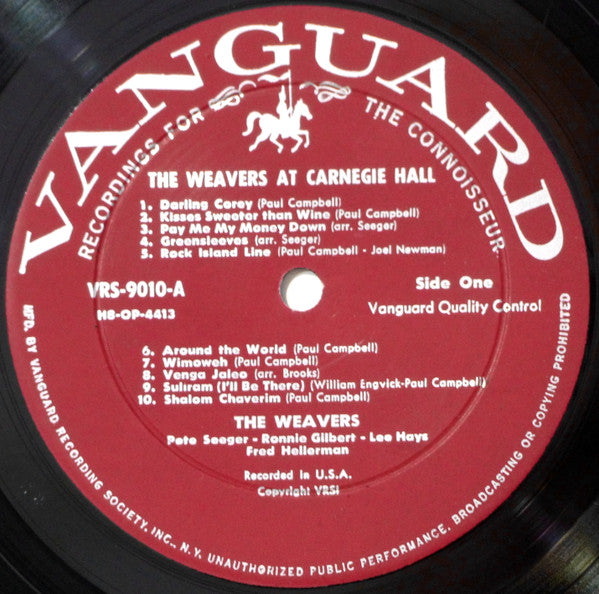 VANGUARD
RECORDINGS FOR THE CONNOISSEUR
THE WEAVERS AT CARNEGIE HALL
1. Darling Corey (Paul Campbell)
2. Kisses Sweeter than Wine (Paul Campbell)
3. Pay Me My Money Down (arr. Seeger)
4. Greensleeves (arr. Seeger)
5. Rock Island Line (Paul Campbell - Joel Newman)
VRS-9010-A
H8-OP-4413
Side One
Vanguard Quality Control
6. Around the World (Paul Campbell)
7. Wimoweh (Paul Campbell)
8. Venga Jaleo (arr. Brooks)
9. Suliram (I'll Be There) (William Engvick-Paul Campbell)
10. Shalom Chaverim (Paul Campbell)
THE WEAVERS
Pete Seeger - Ronnie Gilbert - Lee Hays
Fred Hellerman
Recorded in U.S.A.
Copyright VRSI
MFD. BY VANGUARD RECORDING SOCIETY, INC., N.Y. UNAUTHORIZED PUBLIC PERFORMANCE, BROADCASTING OR COPYING PROHIBITED